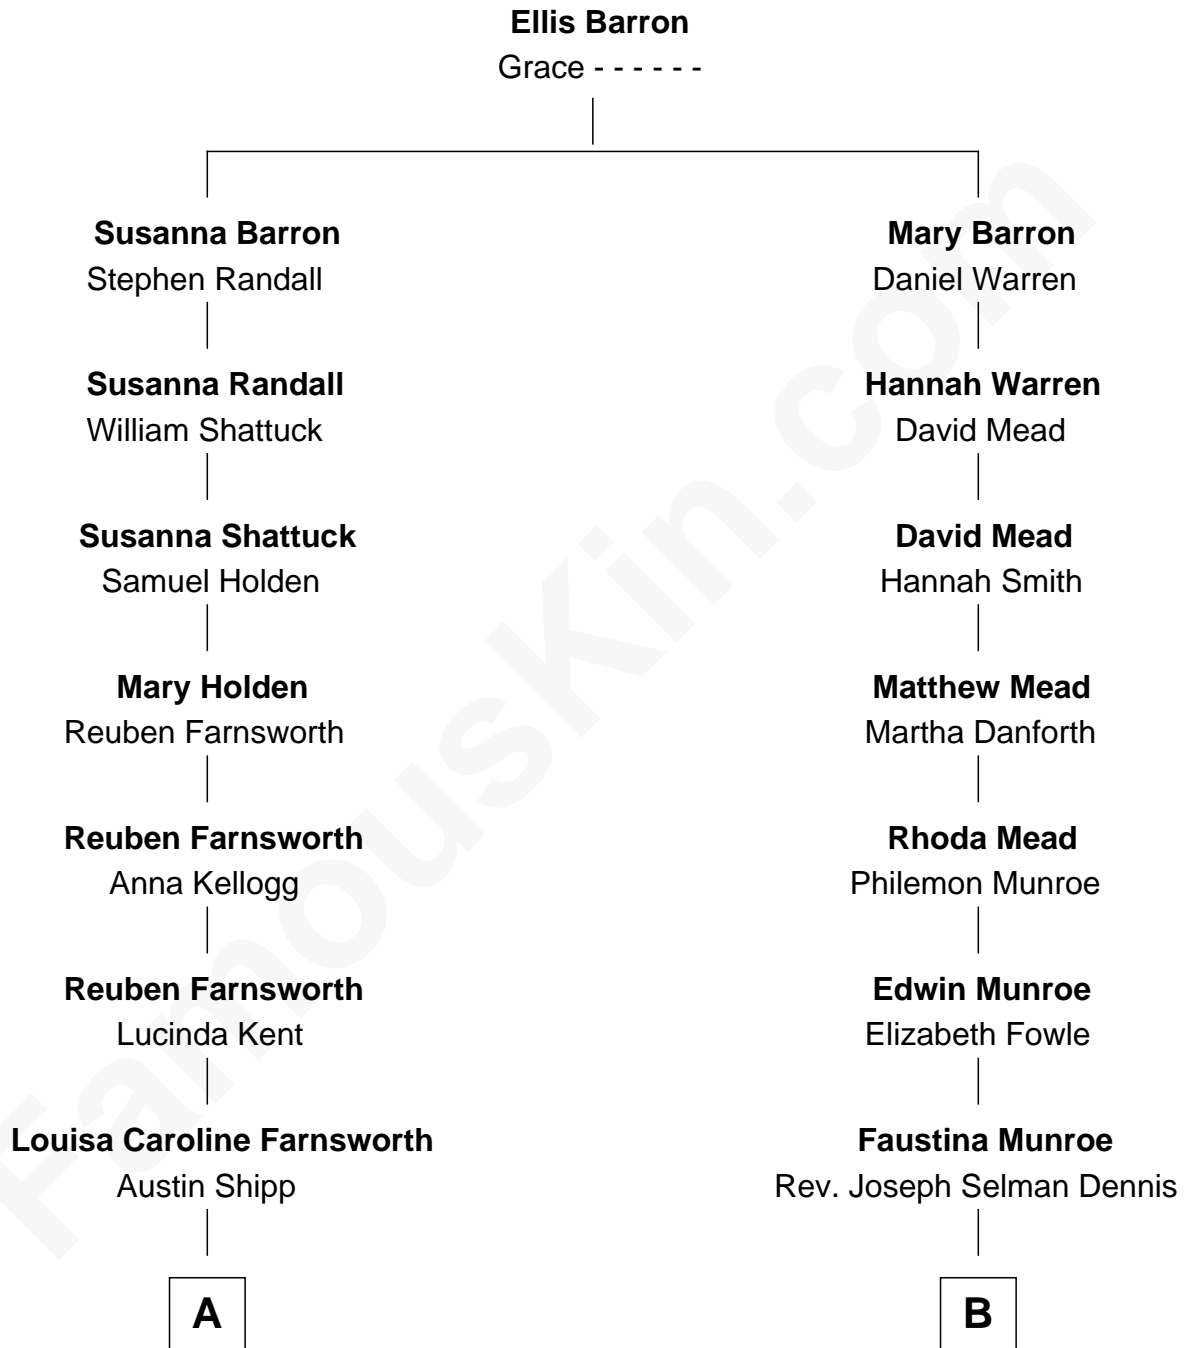 Ellis Barron
Grace - - - - - -
Susanna Barron
Stephen Randall
Mary Barron
Daniel Warren
Susanna Randall
William Shattuck
Hannah Warren
David Mead
Susanna Shattuck
Samuel Holden
David Mead
Hannah Smith
Mary Holden
Reuben Farnsworth
Matthew Mead
Martha Danforth
Reuben Farnsworth
Anna Kellogg
Rhoda Mead
Philemon Munroe
Reuben Farnsworth
Lucinda Kent
Edwin Munroe
Elizabeth Fowle
Louisa Caroline Farnsworth
Austin Shipp
Faustina Munroe
Rev. Joseph Selman Dennis
A
B
FamousKin.com